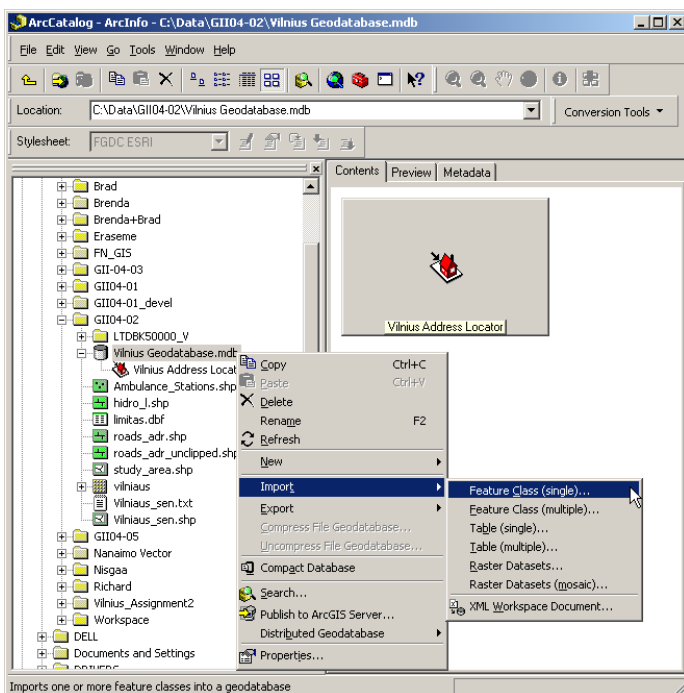 ArcCatalog - ArcInfo - C:\Data\GII04-02\Vilnius Geodatabase.mdb
File Edit View Go Tools Window Help
Location: C:\Data\GII04-02\Vilnius Geodatabase.mdb Conversion Tools
Stylesheet: FGDC ESRI
Contents Preview Metadata
Brad
Brenda
Brenda+Brad
Eraseme
FN_GIS
GII-04-03
GII04-01
GII04-01_devel
GII04-02
LTDBK50000_V
Vilnius Geodatabase.mdb
Vilnius Address Locat
Ambulance_Stations.shp
hidro_l.shp
limitas.dbf
roads_adr.shp
roads_adr_unclipped.sh
study_area.shp
vilniaus
Vilniaus_sen.txt
Vilniaus_sen.shp
GII04-05
Nanaimo Vector
Nisgaa
Richard
Vilnius_Assignment2
Workspace
DELL
Documents and Settings
Vilnius Address Locator
Copy Ctrl+C
Paste Ctrl+V
Delete
Rename F2
Refresh
New
Import
Export
Compress File Geodatabase...
Uncompress File Geodatabase...
Compact Database
Search...
Publish to ArcGIS Server...
Distributed Geodatabase
Properties...
Feature Class (single)...
Feature Class (multiple)...
Table (single)...
Table (multiple)...
Raster Datasets...
Raster Datasets (mosaic)...
XML Workspace Document...
Imports one or more feature classes into a geodatabase